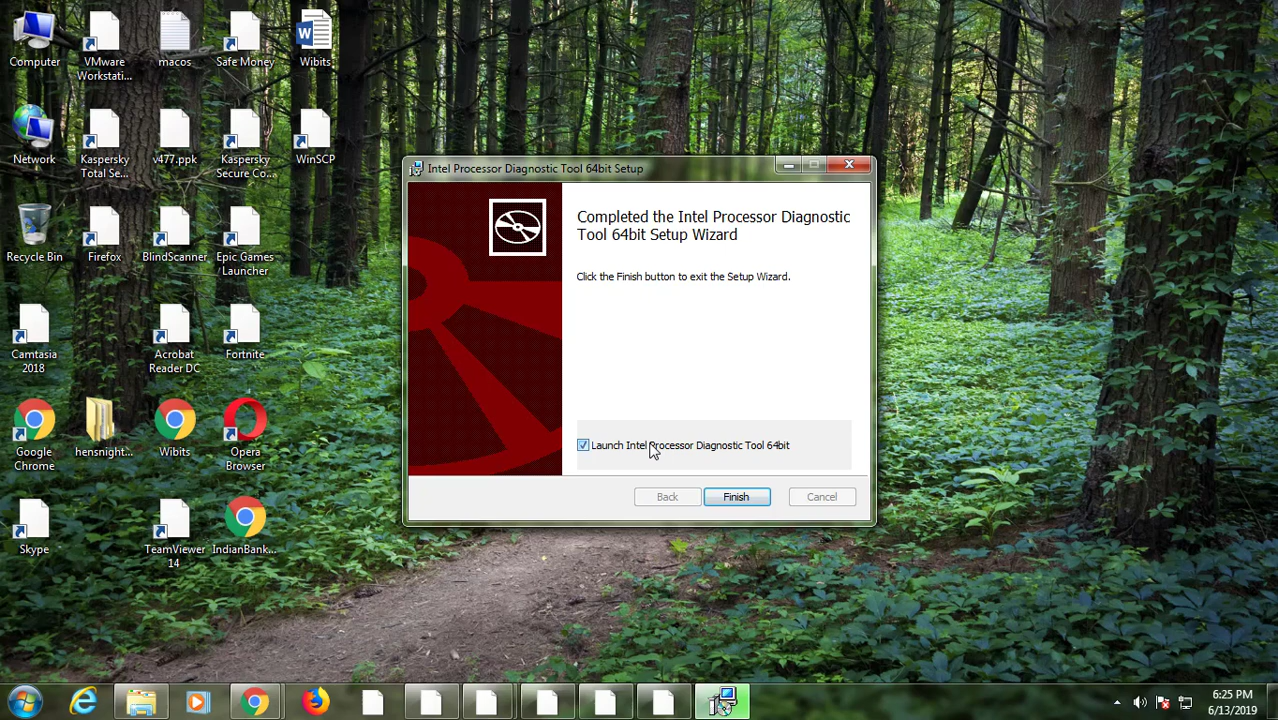 Computer
VMware
Workstati...
macos
Safe Money
Wibits
Network
Kaspersky
Total Se...
v477.ppk
Kaspersky
Secure Co...
WinSCP
Recycle Bin
Firefox
BlindScanner
Epic Games
Launcher
Camtasia
2018
Acrobat
Reader DC
Fortnite
Google
Chrome
hensnight...
Wibits
Opera
Browser
Skype
TeamViewer
14
IndianBank...
Intel Processor Diagnostic Tool 64bit Setup
Completed the Intel Processor Diagnostic
Tool 64bit Setup Wizard
Click the Finish button to exit the Setup Wizard.
Launch Intel Processor Diagnostic Tool 64bit
Back
Finish
Cancel
6:25 PM
6/13/2019